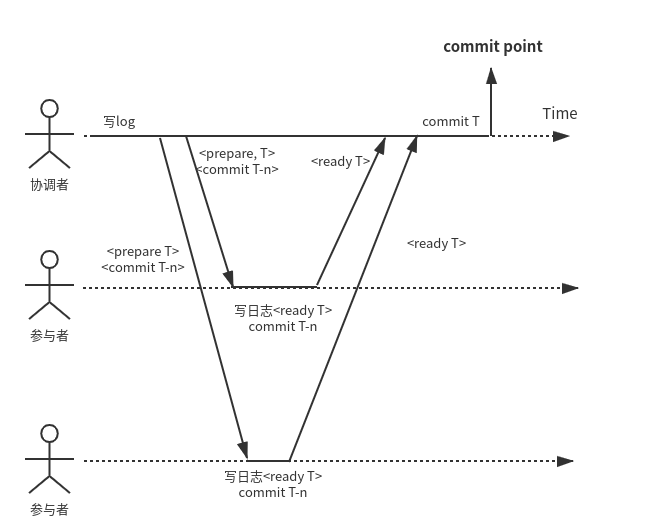 commit point
Time
写log
commit T
<prepare, T>
<commit T-n>
<ready T>
协调者
<prepare T>
<commit T-n>
<ready T>
写日志<ready T>
commit T-n
参与者
写日志<ready T>
commit T-n
参与者